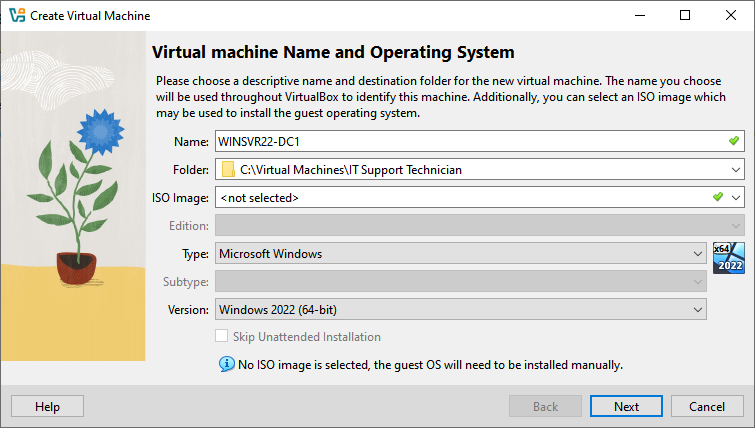 Create Virtual Machine
Virtual machine Name and Operating System
Please choose a descriptive name and destination folder for the new virtual machine. The name you choose
will be used throughout VirtualBox to identify this machine. Additionally, you can select an ISO image which
may be used to install the guest operating system.
Name: WINSVR22-DC1
Folder: C:\Virtual Machines\IT Support Technician
ISO Image: <not selected>
Edition:
Type: Microsoft Windows
x64
2022
Subtype:
Version: Windows 2022 (64-bit)
Skip Unattended Installation
No ISO image is selected, the guest OS will need to be installed manually.
Help Back Next Cancel